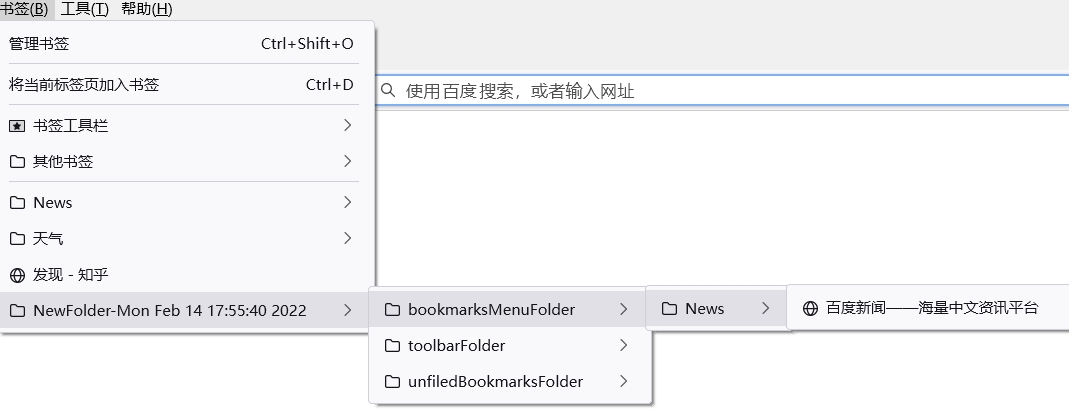 书签(B) 工具(T) 帮助(H)
管理书签 Ctrl+Shift+O
将当前标签页加入书签 Ctrl+D
使用百度搜索，或者输入网址
书签工具栏
其他书签
News
天气
发现 - 知乎
NewFolder-Mon Feb 14 17:55:40 2022
bookmarksMenuFolder
News
百度新闻——海量中文资讯平台
toolbarFolder
unfiledBookmarksFolder